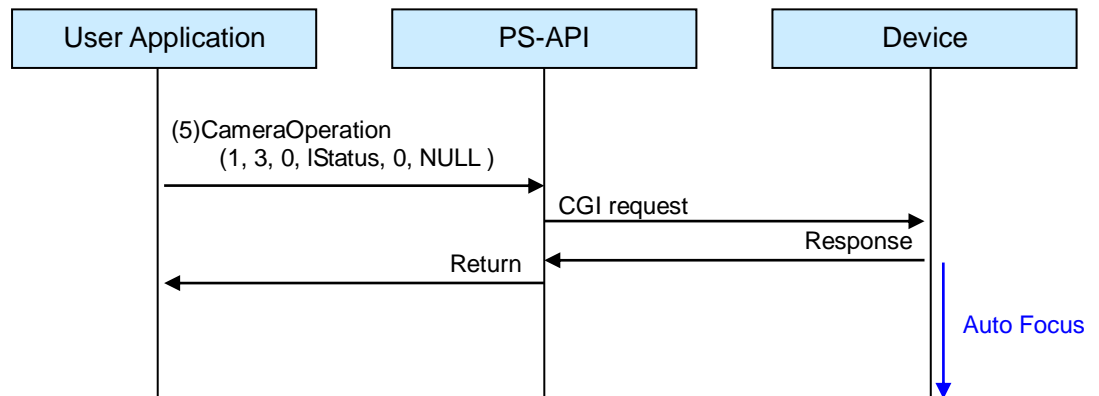 User Application
PS-API
Device
(5)CameraOperation
(1, 3, 0, lStatus, 0, NULL )
CGI request
Response
Return
Auto Focus